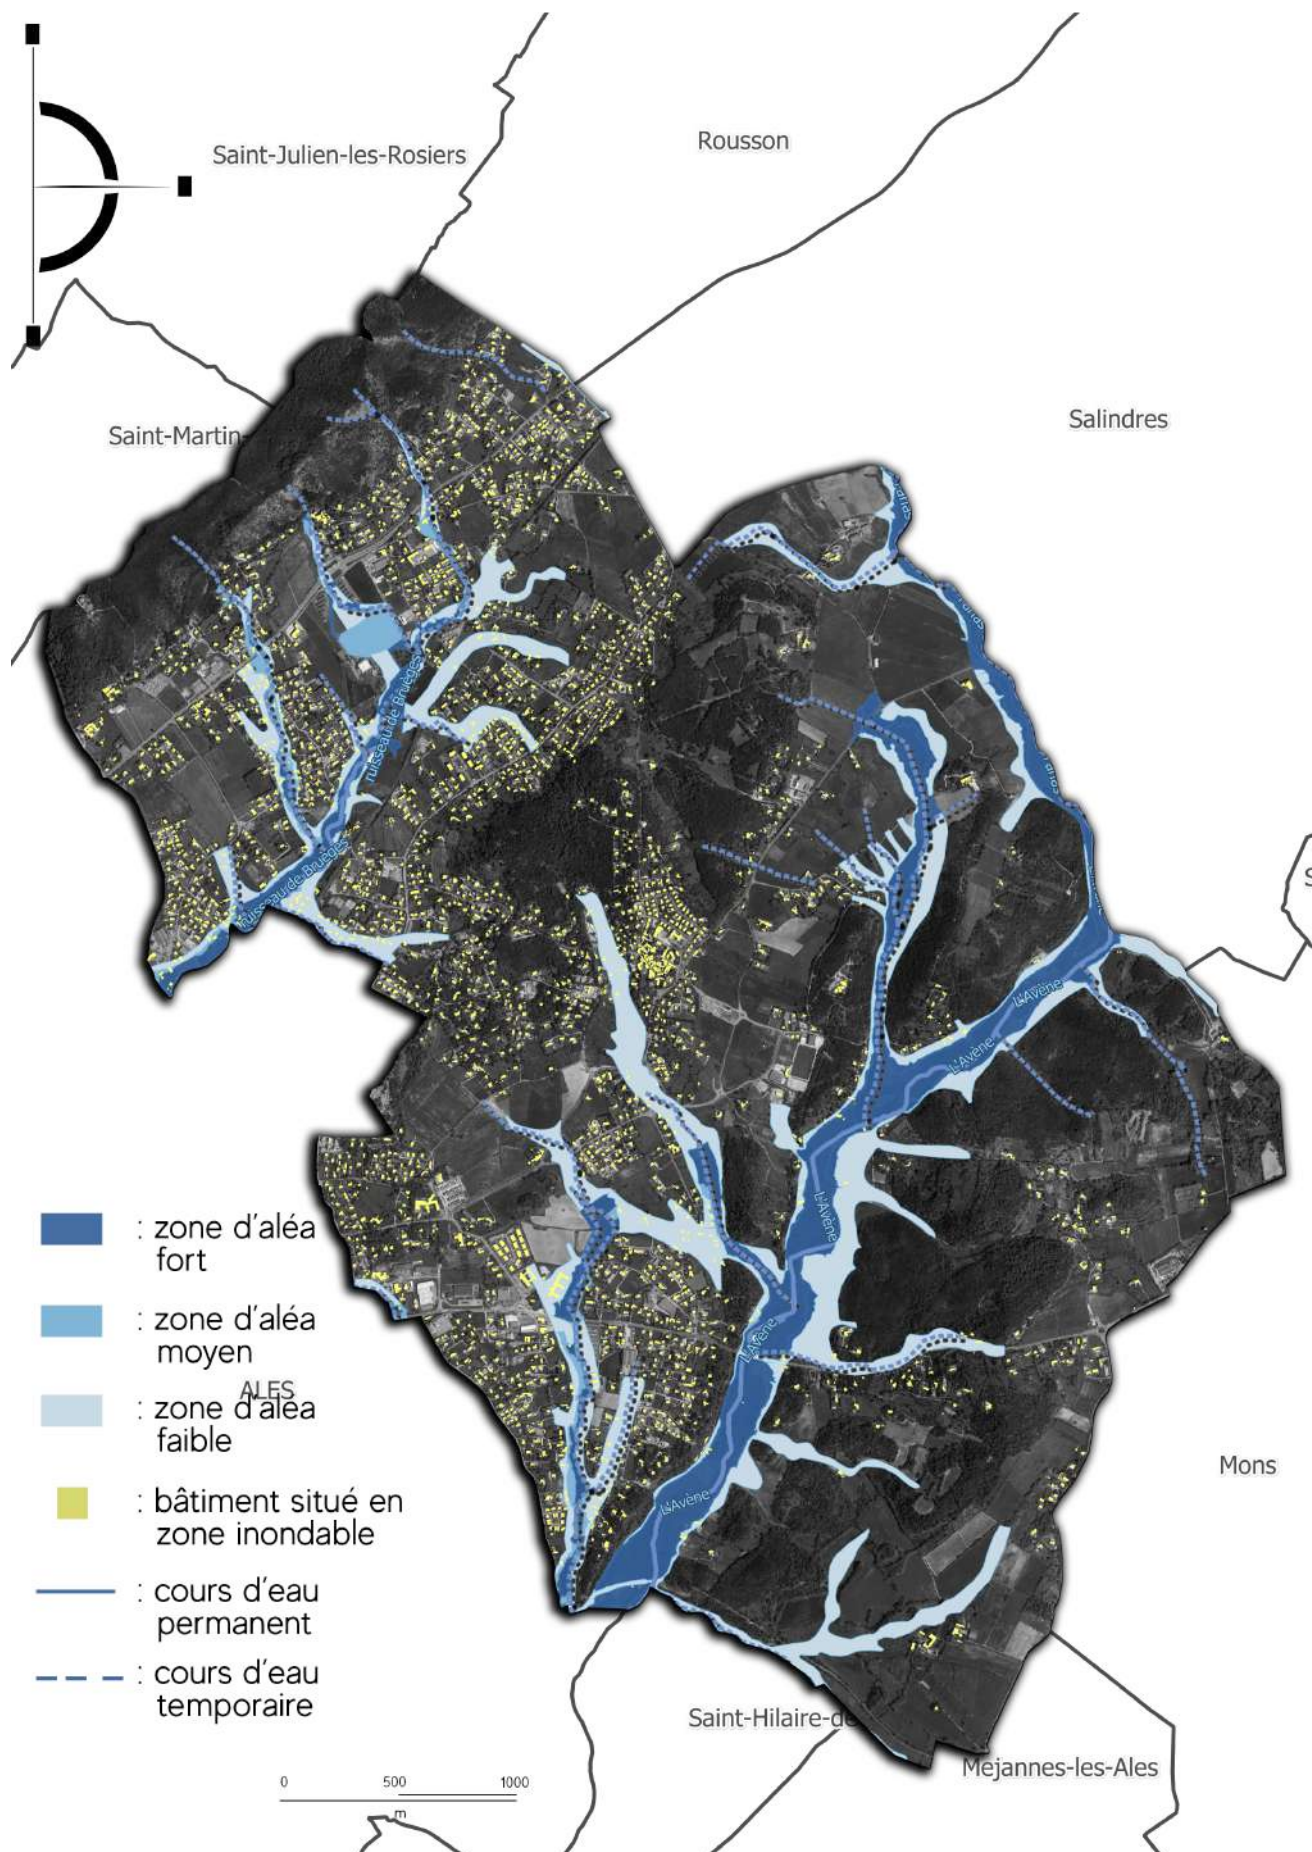 Saint-Julien-les-Rosiers
Rousson
Salindres
Saint-Martin-
ruisseau de Bruèges
ruisseau de Bruèges
L'Avène
L'Avène
L'Avène
L'Avène
L'Avène
: zone d'aléa
fort
: zone d'aléa
moyen
ALES
: zone d'aléa
faible
: bâtiment situé en
zone inondable
: cours d'eau
permanent
: cours d'eau
temporaire
Mons
Saint-Hilaire-de
Mejannes-les-Ales
0 500 1000
m